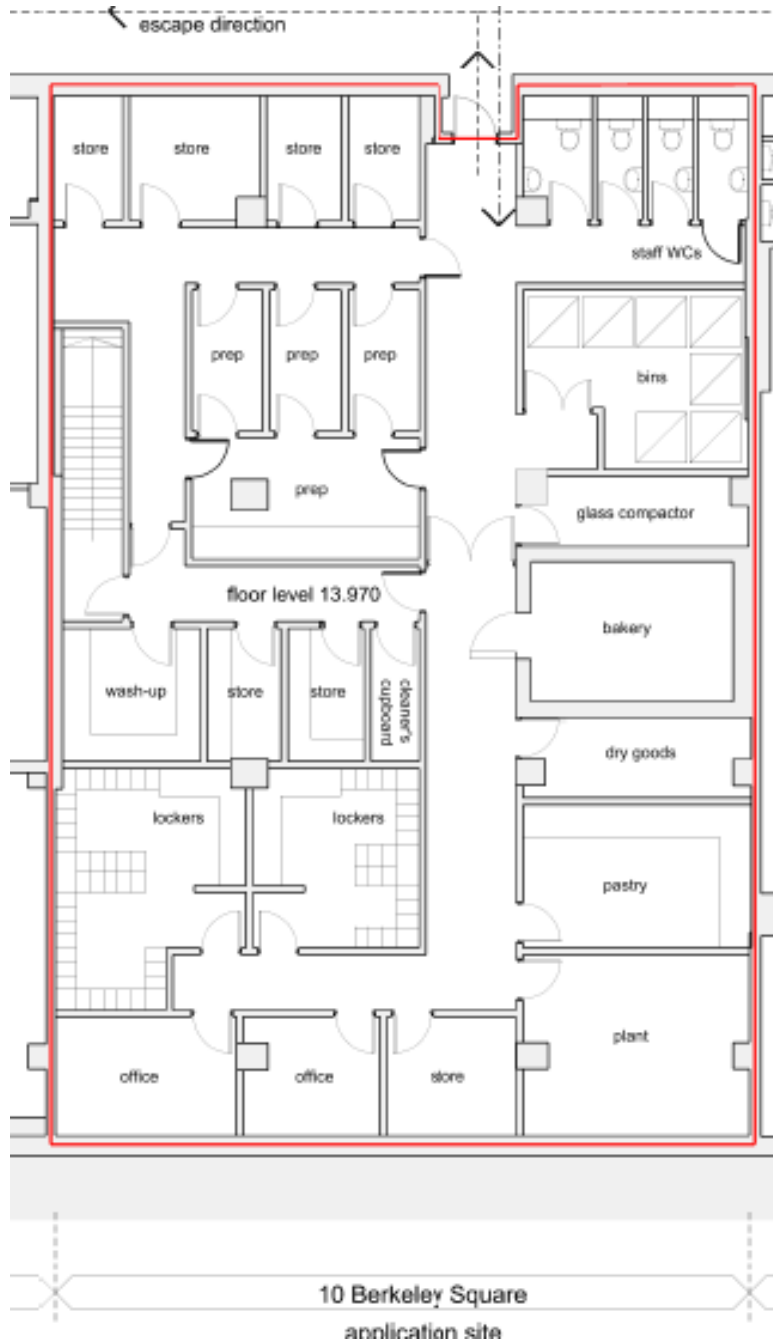 escape direction
store
store
store
store
staff WCs
prep
prep
prep
bins
prep
glass compactor
floor level 13.970
bakery
wash-up
store
store
cleaner's
cupboard
dry goods
lockers
lockers
pastry
plant
office
office
store
10 Berkeley Square
application site